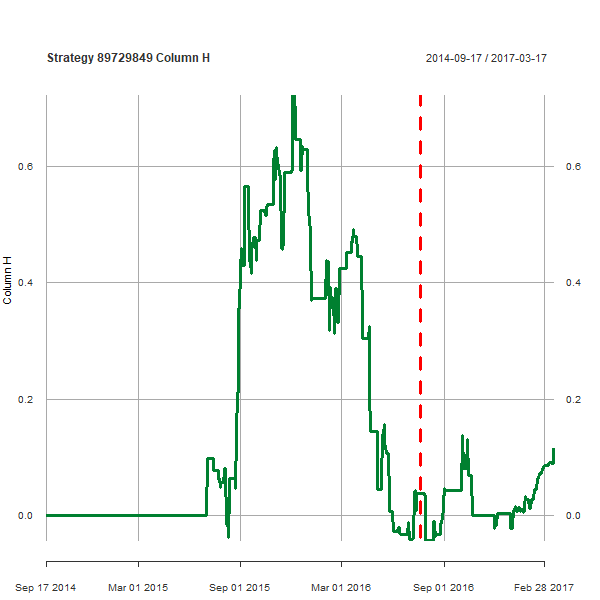 Strategy 89729849 Column H
2014-09-17 / 2017-03-17
0.6
0.6
0.4
0.4
0.2
0.2
0.0
0.0
Column H
Sep 17 2014
Mar 01 2015
Sep 01 2015
Mar 01 2016
Sep 01 2016
Feb 28 2017